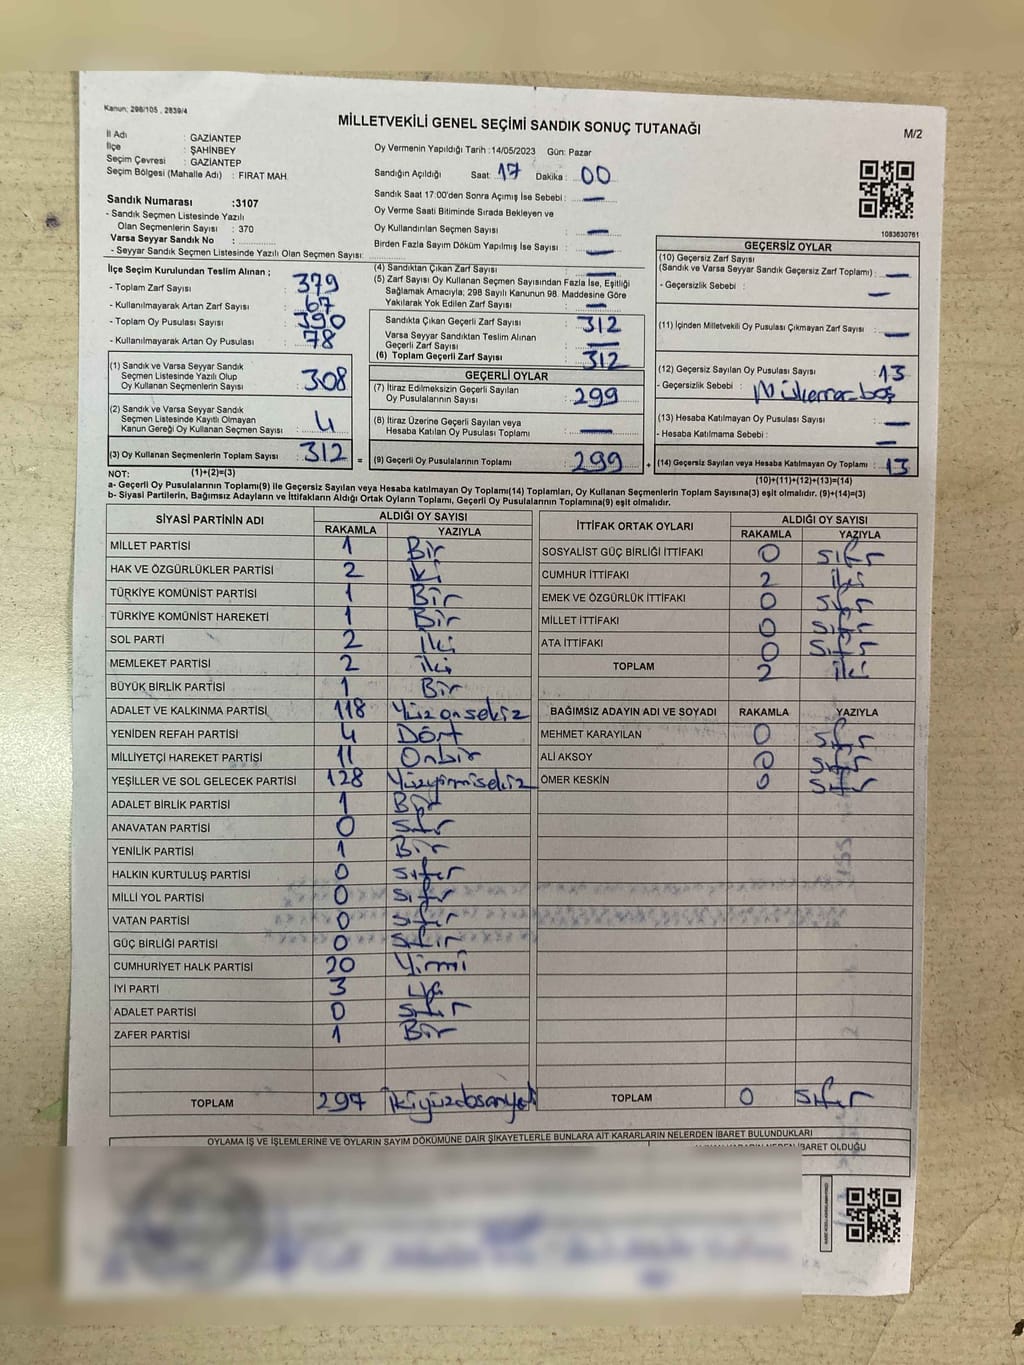 Kanun: 298/105 , 2839/4
MİLLETVEKİLİ GENEL SEÇİMİ SANDIK SONUÇ TUTANAĞI
M/2
İl Adı : GAZİANTEP
İlçe : ŞAHİNBEY
Seçim Çevresi : GAZİANTEP
Seçim Bölgesi (Mahalle Adı) : FIRAT MAH.
Oy Vermenin Yapıldığı Tarih :14/05/2023 Gün: Pazar
Sandığın Açıldığı Saat: 17 Dakika : 00
Sandık Saat 17:00'den Sonra Açımış İse Sebebi : —
Oy Verme Saati Bitiminde Sırada Bekleyen ve
Oy Kullandırılan Seçmen Sayısı : —
Birden Fazla Sayım Döküm Yapılmış İse Sayısı : —
1083630761
Sandık Numarası :3107
- Sandık Seçmen Listesinde Yazılı
Olan Seçmenlerin Sayısı : 370
Varsa Seyyar Sandık No :
- Seyyar Sandık Seçmen Listesinde Yazılı Olan Seçmen Sayısı:
İlçe Seçim Kurulundan Teslim Alınan ;
- Toplam Zarf Sayısı : 379
- Kullanılmayarak Artan Zarf Sayısı : 67
- Toplam Oy Pusulası Sayısı : 390
- Kullanılmayarak Artan Oy Pusulası : 78
(1) Sandık ve Varsa Seyyar Sandık
Seçmen Listesinde Yazılı Olup
Oy Kullanan Seçmenlerin Sayısı : 308
(2) Sandık ve Varsa Seyyar Sandık
Seçmen Listesinde Kayıtlı Olmayan
Kanun Gereği Oy Kullanan Seçmen Sayısı : 4
(3) Oy Kullanan Seçmenlerin Toplam Sayısı : 312 =
(4) Sandıktan Çıkan Zarf Sayısı : —
(5) Zarf Sayısı Oy Kullanan Seçmen Sayısından Fazla İse, Eşitliği
Sağlamak Amacıyla; 298 Sayılı Kanunun 98. Maddesine Göre
Yakılarak Yok Edilen Zarf Sayısı : —
Sandıkta Çıkan Geçerli Zarf Sayısı : 312
Varsa Seyyar Sandıktan Teslim Alınan
Geçerli Zarf Sayısı : —
(6) Toplam Geçerli Zarf Sayısı : 312
GEÇERLİ OYLAR
(7) İtiraz Edilmeksizin Geçerli Sayılan
Oy Pusulalarının Sayısı : 299
(8) İtiraz Üzerine Geçerli Sayılan veya
Hesaba Katılan Oy Pusulası Toplamı : —
(9) Geçerli Oy Pusulalarının Toplamı : 299 +
GEÇERSİZ OYLAR
(10) Geçersiz Zarf Sayısı
(Sandık ve Varsa Seyyar Sandık Geçersiz Zarf Toplamı) : —
- Geçersizlik Sebebi : —
(11) İçinden Milletvekili Oy Pusulası Çıkmayan Zarf Sayısı : —
(12) Geçersiz Sayılan Oy Pusulası Sayısı : 13
- Geçersizlik Sebebi : boş
(13) Hesaba Katılmayan Oy Pusulası Sayısı : —
- Hesaba Katılmama Sebebi : —
(14) Geçersiz Sayılan veya Hesaba Katılmayan Oy Toplamı : 13
NOT: (1)+(2)=(3)
(10)+(11)+(12)+(13)=(14)
a- Geçerli Oy Pusulalarının Toplamı(9) ile Geçersiz Sayılan veya Hesaba katılmayan Oy Toplamı(14) Toplamları, Oy Kullanan Seçmenlerin Toplam Sayısına(3) eşit olmalıdır. (9)+(14)=(3)
b- Siyasi Partilerin, Bağımsız Adayların ve İttifakların Aldığı Ortak Oyların Toplamı, Geçerli Oy Pusulalarının Toplamına(9) eşit olmalıdır.
SİYASİ PARTİNİN ADI ALDIĞI OY SAYISI
RAKAMLA YAZIYLA
MİLLET PARTİSİ 1 Bir
HAK VE ÖZGÜRLÜKLER PARTİSİ 2 İki
TÜRKİYE KOMÜNİST PARTİSİ 1 Bir
TÜRKİYE KOMÜNİST HAREKETİ 1 Bir
SOL PARTİ 2 İki
MEMLEKET PARTİSİ 2 İki
BÜYÜK BİRLİK PARTİSİ 1 Bir
ADALET VE KALKINMA PARTİSİ 118 Yüzonsekiz
YENİDEN REFAH PARTİSİ 4 Dört
MİLLİYETÇİ HAREKET PARTİSİ 11 Onbir
YEŞİLLER VE SOL GELECEK PARTİSİ 128 Yüzyirmisekiz
ADALET BİRLİK PARTİSİ 1 Bir
ANAVATAN PARTİSİ 0 Sıfır
YENİLİK PARTİSİ 1 Bir
HALKIN KURTULUŞ PARTİSİ 0 Sıfır
MİLLİ YOL PARTİSİ 0 Sıfır
VATAN PARTİSİ 0 Sıfır
GÜÇ BİRLİĞİ PARTİSİ 0 Sıfır
CUMHURİYET HALK PARTİSİ 20 Yirmi
İYİ PARTİ 3 Üç
ADALET PARTİSİ 0 Sıfır
ZAFER PARTİSİ 1 Bir
TOPLAM 297 İkiyüzdosanyedi
İTTİFAK ORTAK OYLARI ALDIĞI OY SAYISI
RAKAMLA YAZIYLA
SOSYALİST GÜÇ BİRLİĞİ İTTİFAKI 0 Sıfır
CUMHUR İTTİFAKI 2 İki
EMEK VE ÖZGÜRLÜK İTTİFAKI 0 Sıfır
MİLLET İTTİFAKI 0 Sıfır
ATA İTTİFAKI 0 Sıfır
TOPLAM 2 İki
BAĞIMSIZ ADAYIN ADI VE SOYADI RAKAMLA YAZIYLA
MEHMET KARAYILAN 0 Sıfır
ALİ AKSOY 0 Sıfır
ÖMER KESKİN 0 Sıfır
TOPLAM 0 Sıfır
OYLAMA İŞ VE İŞLEMLERİNE VE OYLARIN SAYIM DÖKÜMÜNE DAİR ŞİKAYETLERLE BUNLARA AİT KARARLARIN NELERDEN İBARET BULUNDUKLARI
İBARET OLDUĞU